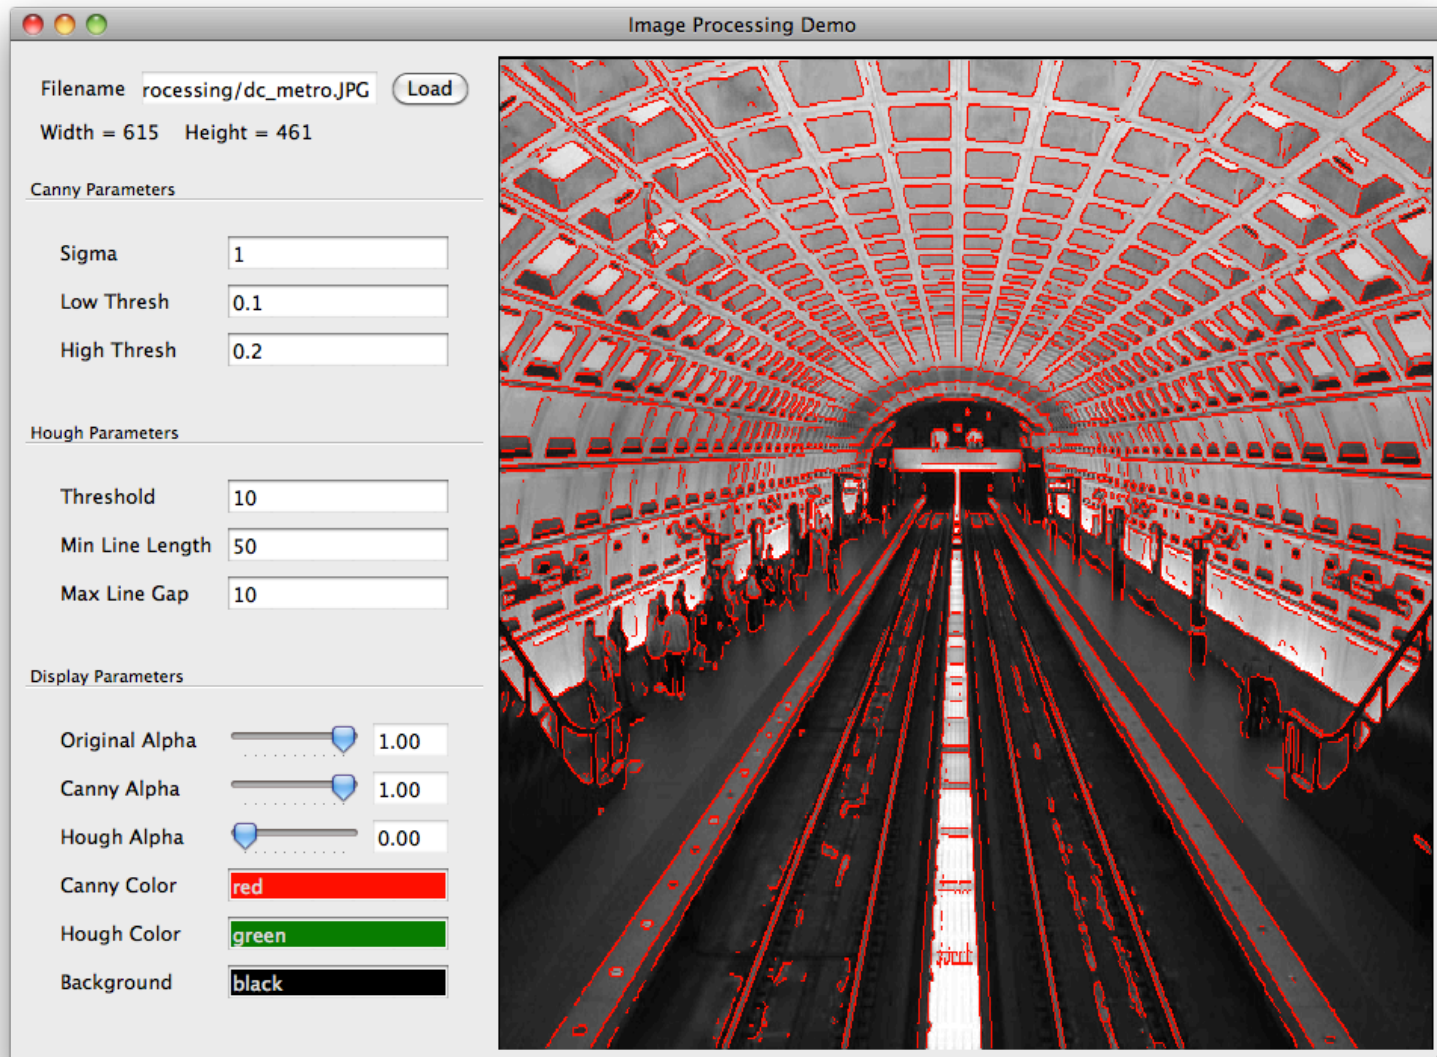 Image Processing Demo
Filename rocessing/dc_metro.JPG Load
Width = 615 Height = 461
Canny Parameters
Sigma 1
Low Thresh 0.1
High Thresh 0.2
Hough Parameters
Threshold 10
Min Line Length 50
Max Line Gap 10
Display Parameters
Original Alpha 1.00
Canny Alpha 1.00
Hough Alpha 0.00
Canny Color red
Hough Color green
Background black